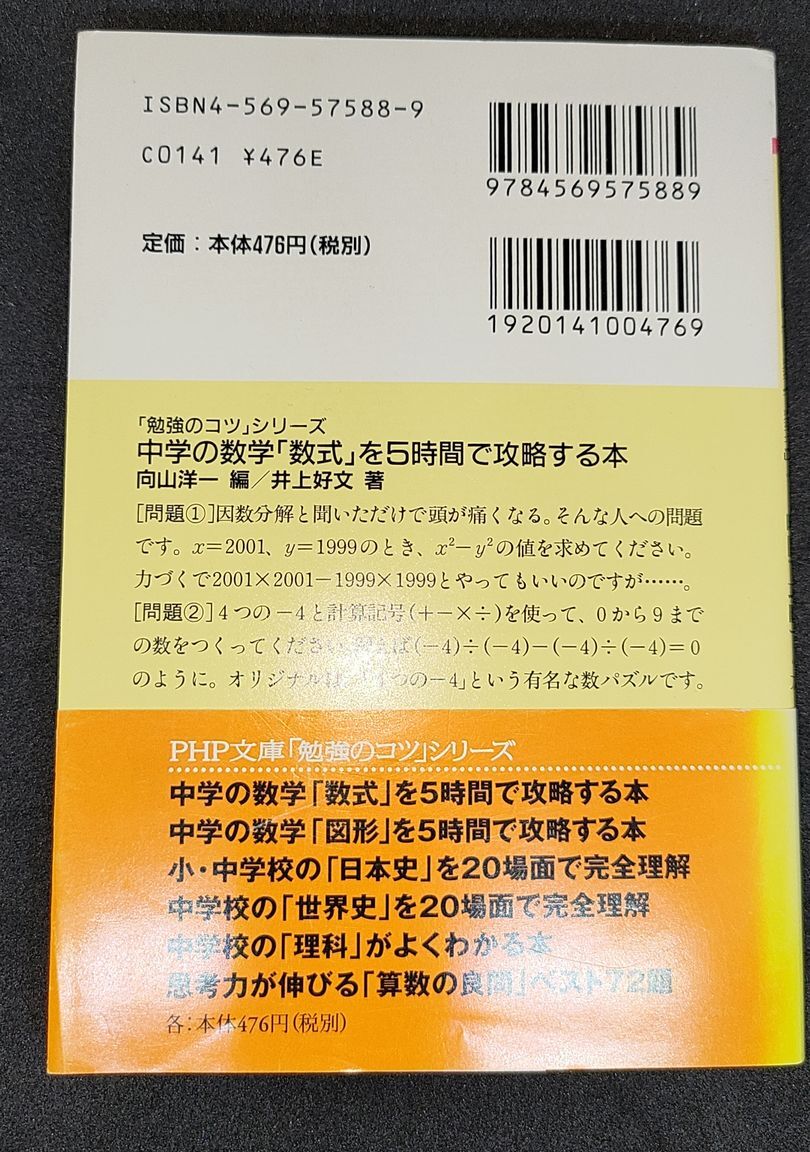 ISBN4-569-57588-9
C0141 ¥476E
9784569575889
定価：本体476円（税別）
1920141004769
「勉強のコツ」シリーズ
中学の数学「数式」を5時間で攻略する本
向山洋一 編／井上好文 著
［問題①］因数分解と聞いただけで頭が痛くなる。そんな人への問題
です。x＝2001、y＝1999のとき、x²－y²の値を求めてください。
力づくで2001×2001－1999×1999とやってもいいのですが……。
［問題②］4つの－4と計算記号（＋－×÷）を使って、0から9まで
の数をつくってください。例えば（－4）÷（－4）－（－4）÷（－4）＝0
のように。オリジナルは、「4つの－4」という有名な数パズルです。
PHP文庫「勉強のコツ」シリーズ
中学の数学「数式」を5時間で攻略する本
中学の数学「図形」を5時間で攻略する本
小・中学校の「日本史」を20場面で完全理解
中学校の「世界史」を20場面で完全理解
中学校の「理科」がよくわかる本
思考力が伸びる「算数の良問」ベスト72題
各：本体476円（税別）